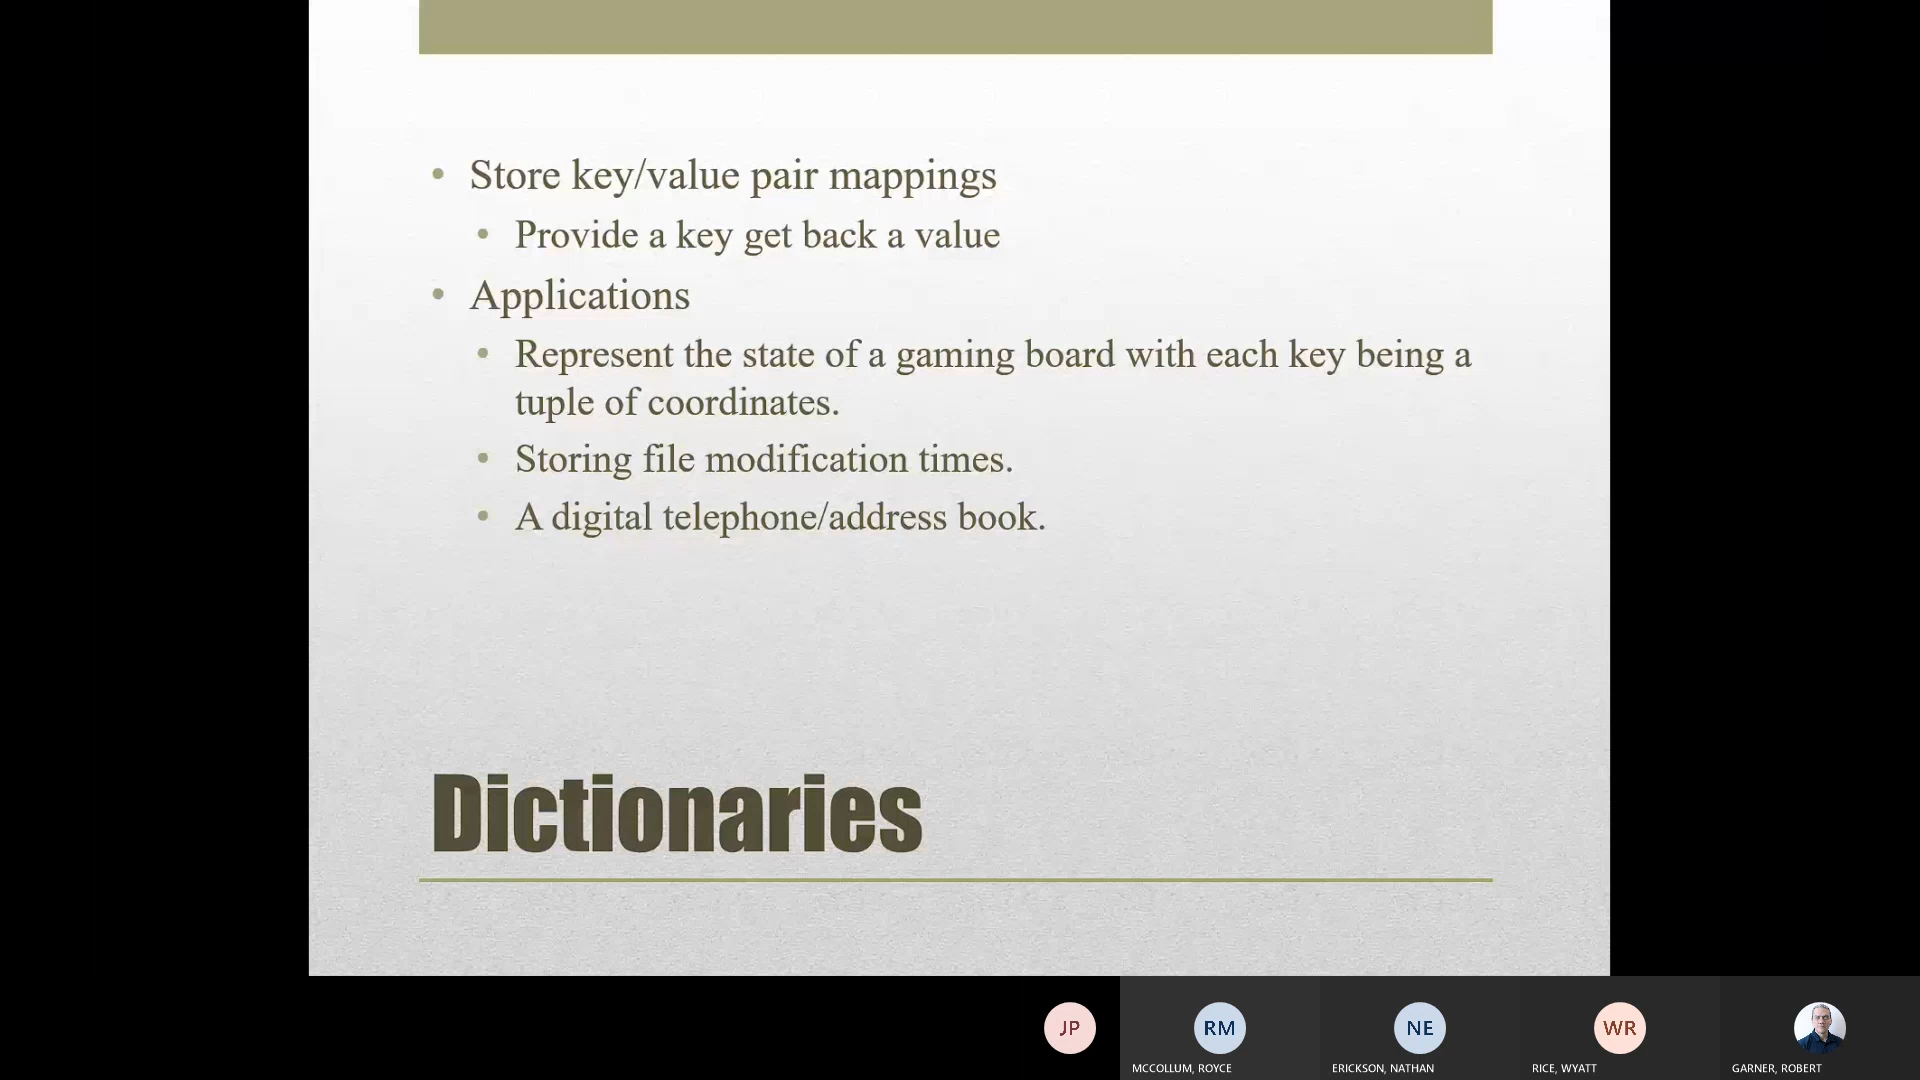 Store key/value pair mappings
Provide a key get back a value
Applications
Represent the state of a gaming board with each key being a
tuple of coordinates.
Storing file modification times.
A digital telephone/address book.
Dictionaries
JP
RM
NE
WR
MCCOLLUM, ROYCE
ERICKSON, NATHAN
RICE, WYATT
GARNER, ROBERT